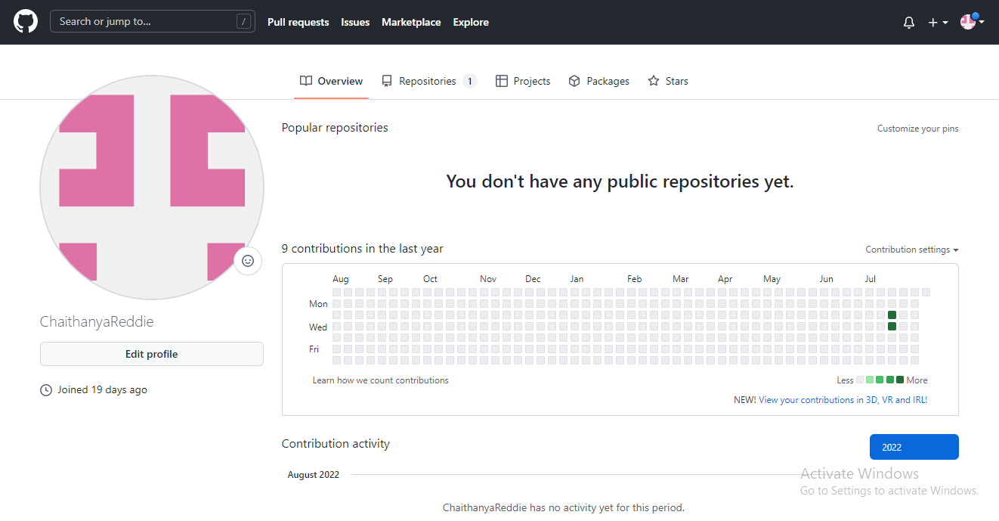 Search or jump to... /
Pull requests Issues Marketplace Explore
Overview Repositories 1 Projects Packages Stars
Popular repositories
Customize your pins
You don't have any public repositories yet.
9 contributions in the last year
Contribution settings
Aug Sep Oct Nov Dec Jan Feb Mar Apr May Jun Jul
Mon
Wed
Fri
Learn how we count contributions
Less More
NEW! View your contributions in 3D, VR and IRL!
ChaithanyaReddie
Edit profile
Joined 19 days ago
Contribution activity
2022
August 2022
ChaithanyaReddie has no activity yet for this period.
Activate Windows
Go to Settings to activate Windows.